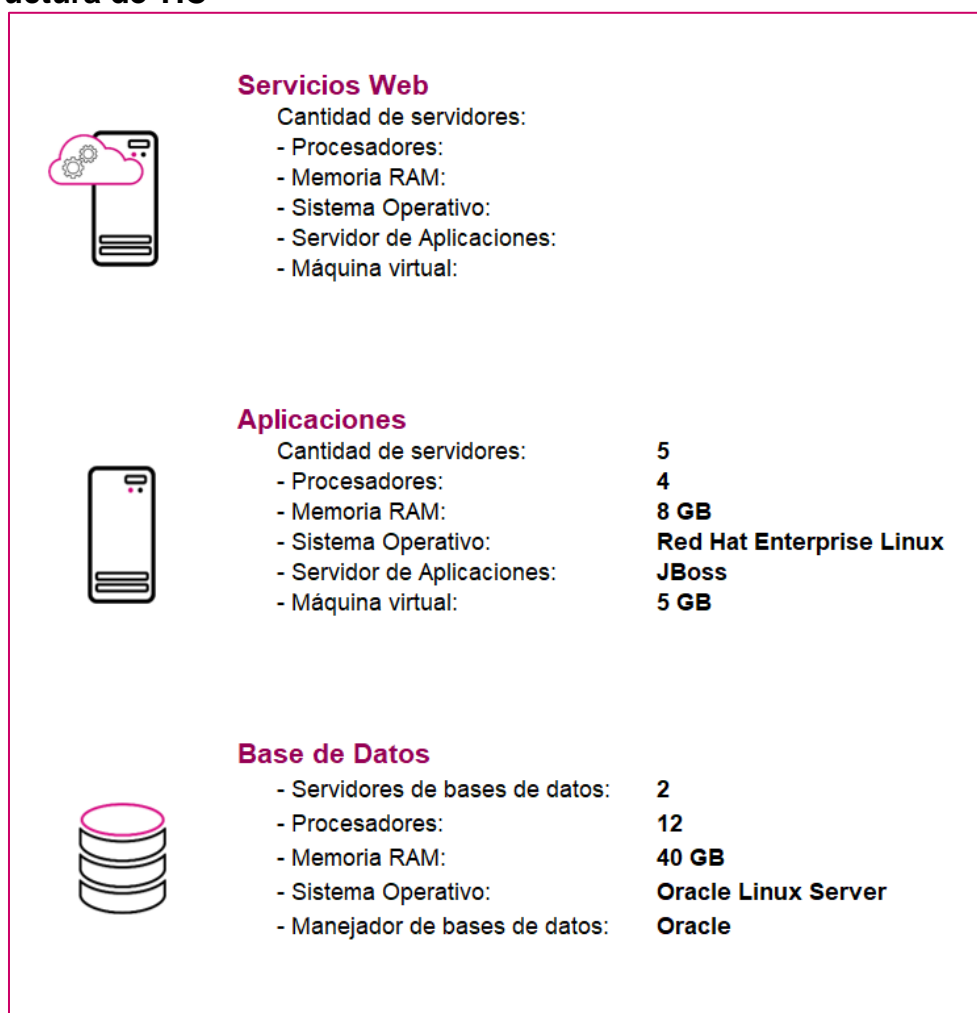 Servicios Web
Cantidad de servidores:
- Procesadores:
- Memoria RAM:
- Sistema Operativo:
- Servidor de Aplicaciones:
- Máquina virtual:
Aplicaciones
Cantidad de servidores: 5
- Procesadores: 4
- Memoria RAM: 8 GB
- Sistema Operativo: Red Hat Enterprise Linux
- Servidor de Aplicaciones: JBoss
- Máquina virtual: 5 GB
Base de Datos
- Servidores de bases de datos: 2
- Procesadores: 12
- Memoria RAM: 40 GB
- Sistema Operativo: Oracle Linux Server
- Manejador de bases de datos: Oracle